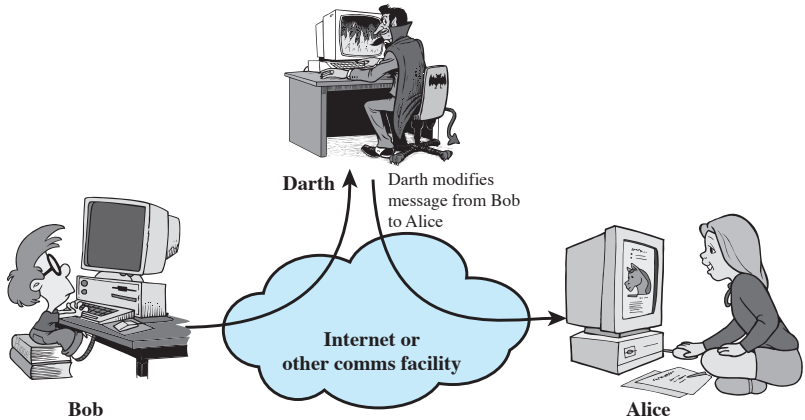 Darth
Darth modifies
message from Bob
to Alice
Internet or
other comms facility
Bob
Alice